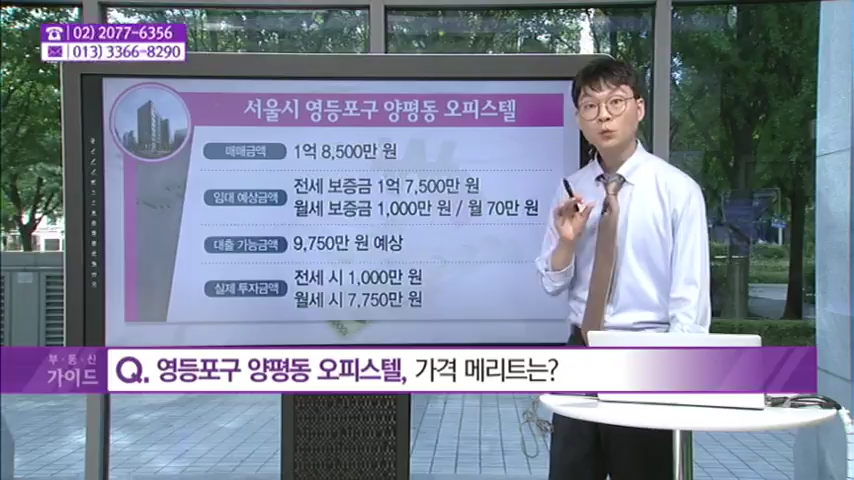 02) 2077-6356
013) 3366-8290
서울시 영등포구 양평동 오피스텔
매매금액 1억 8,500만 원
임대 예상금액 전세 보증금 1억 7,500만 원
월세 보증금 1,000만 원 / 월 70만 원
대출 가능금액 9,750만 원 예상
실제 투자금액 전세 시 1,000만 원
월세 시 7,750만 원
부·동·신
가이드
Q. 영등포구 양평동 오피스텔, 가격 메리트는?